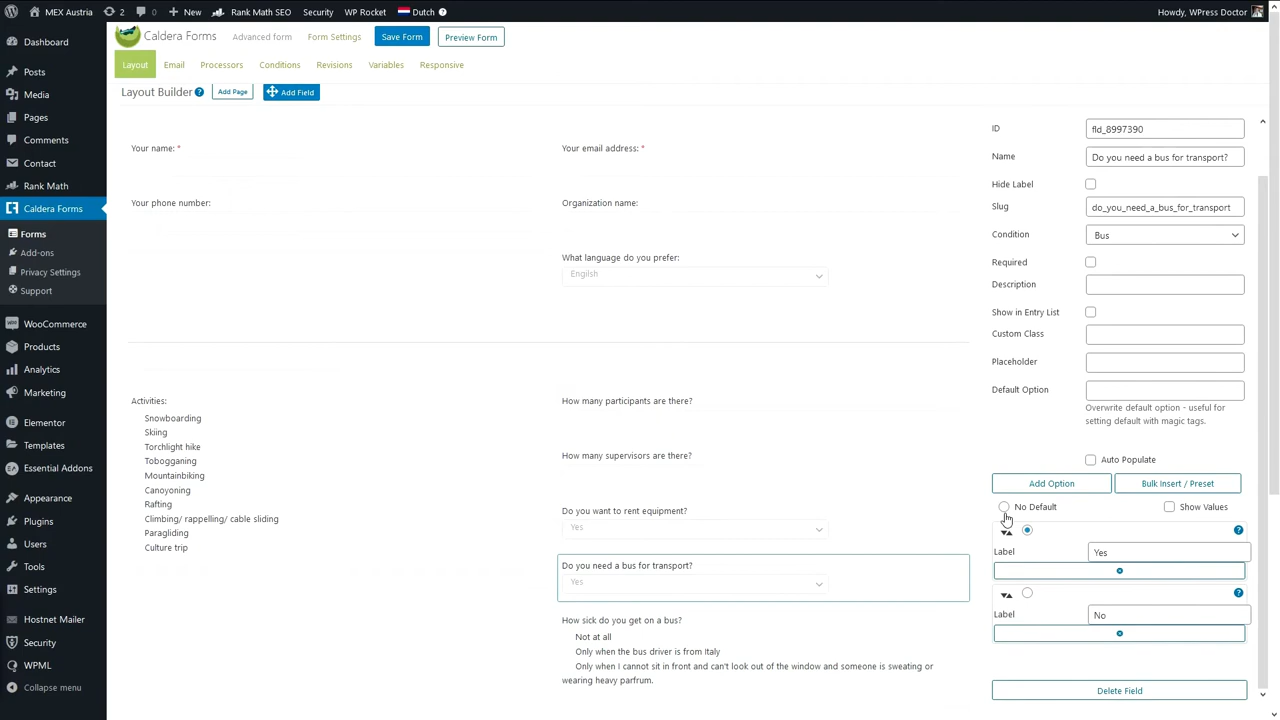 MEX Austria 2 0 New Rank Math SEO Security WP Rocket Dutch Howdy, WPress Doctor
Dashboard
Posts
Media
Pages
Comments
Contact
Rank Math
Caldera Forms
Forms
Add-ons
Privacy Settings
Support
WooCommerce
Products
Analytics
Marketing
Elementor
Templates
Essential Addons
Appearance
Plugins
Users
Tools
Settings
Hostnet Mailer
Security
WPML
Collapse menu
Caldera Forms Advanced form Form Settings Save Form Preview Form
Layout Email Processors Conditions Revisions Variables Responsive
Layout Builder Add Page Add Field
Your name: * Your email address: *
Your phone number: Organization name:
What language do you prefer:
Engilsh
Activities:
Snowboarding
Skiing
Torchlight hike
Tobogganing
Mountainbiking
Canoyoning
Rafting
Climbing/ rappelling/ cable sliding
Paragliding
Culture trip
How many participants are there?
How many supervisors are there?
Do you want to rent equipment?
Yes
Do you need a bus for transport?
Yes
How sick do you get on a bus?
Not at all
Only when the bus driver is from Italy
Only when I cannot sit in front and can't look out of the window and someone is sweating or
wearing heavy parfrum.
ID fld_8997390
Name Do you need a bus for transport?
Hide Label
Slug do_you_need_a_bus_for_transport
Condition Bus
Required
Description
Show in Entry List
Custom Class
Placeholder
Default Option
Overwrite default option - useful for
setting default with magic tags.
Auto Populate
Add Option Bulk Insert / Preset
No Default Show Values
Label Yes
Label No
Delete Field